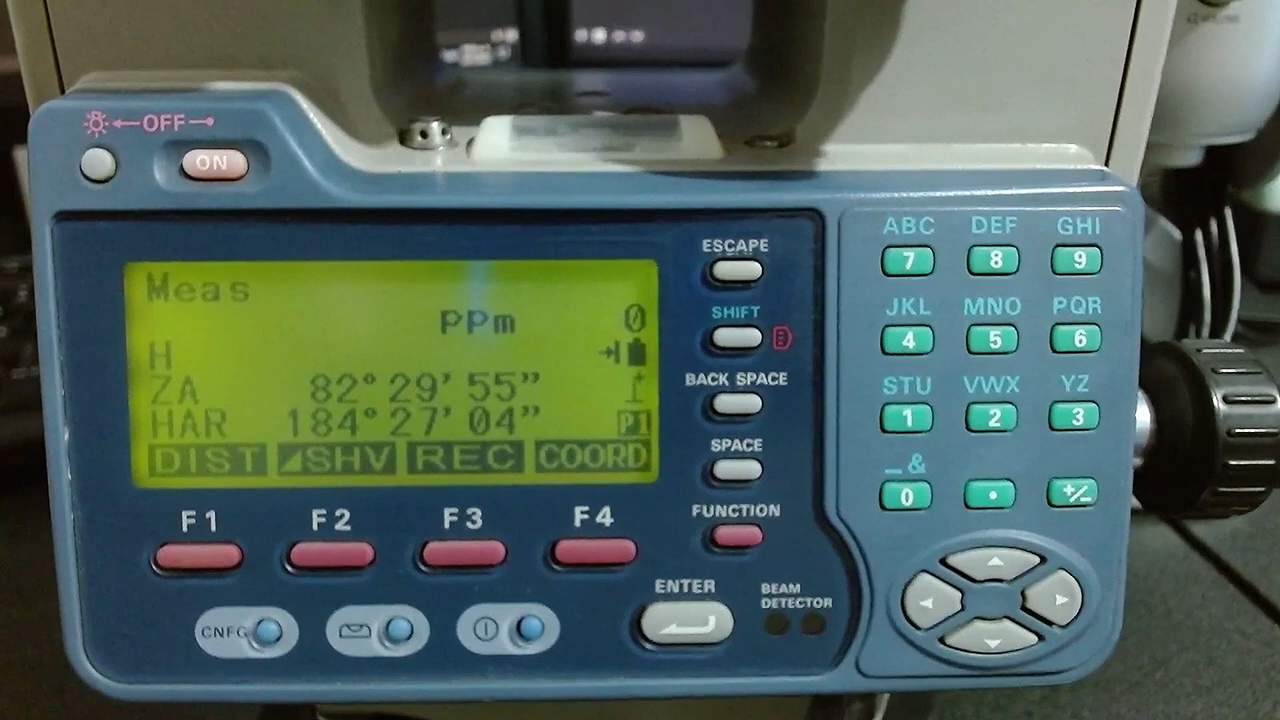 OFF
ON
Meas
ppm 0
H
ZA 82°29'55"
HAR 184°27'04" P1
DIST ◢SHV REC COORD
F1 F2 F3 F4
CNFG
ESCAPE
SHIFT
BACK SPACE
SPACE
FUNCTION
ENTER
BEAM
DETECTOR
ABC DEF GHI
7 8 9
JKL MNO PQR
4 5 6
STU VWX YZ
1 2 3
_&
0 . +/-